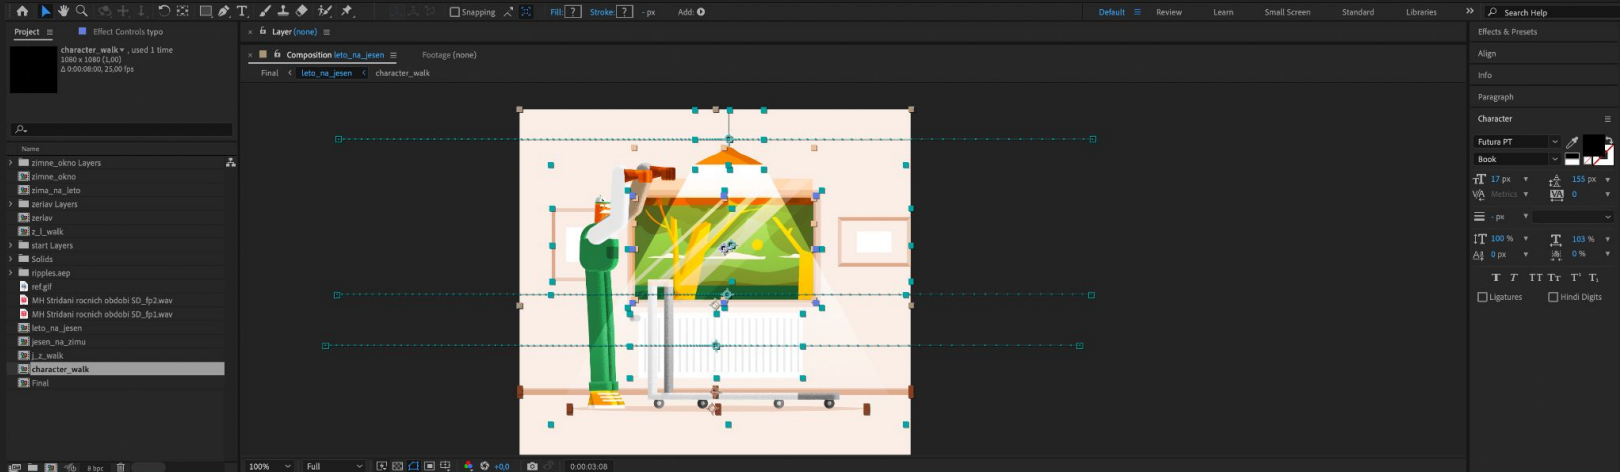 Snapping
Fill: ? Stroke: ? - px Add:
Default Review Learn Small Screen Standard Libraries Search Help
Project Effect Controls typo
character_walk , used 1 time
1080 x 1080 (1,00)
Δ 0:00:08:00, 25,00 fps
Name
zimne_okno Layers
zimne_okno
zima_na_leto
zeriav Layers
zeriav
z_l_walk
start Layers
Solids
ripples.aep
ref.gif
MH Stridani rocnich obdobi SD_fp2.wav
MH Stridani rocnich obdobi SD_fp1.wav
leto_na_jesen
jesen_na_zimu
j_z_walk
character_walk
Final
8 bpc
Layer (none)
Composition leto_na_jesen Footage (none)
Final leto_na_jesen character_walk
100% Full +0,0 0:00:03:08
Effects & Presets
Align
Info
Paragraph
Character
Futura PT
Book
17 px 155 px
Metrics 0
- px
100 % 103 %
0 px 0 %
T T TT Tt T' T,
Ligatures Hindi Digits